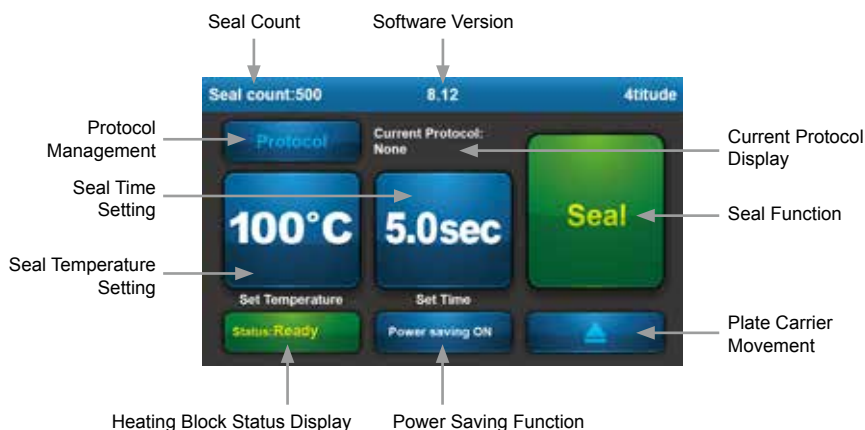 Seal Count
Software Version
Seal count:500
8.12
4titude
Protocol
Management
Protocol
Current Protocol:
None
Current Protocol
Display
Seal Time
Setting
100°C
5.0sec
Seal
Seal Function
Seal Temperature
Setting
Set Temperature
Set Time
Status:Ready
Power saving ON
Plate Carrier
Movement
Heating Block Status Display
Power Saving Function